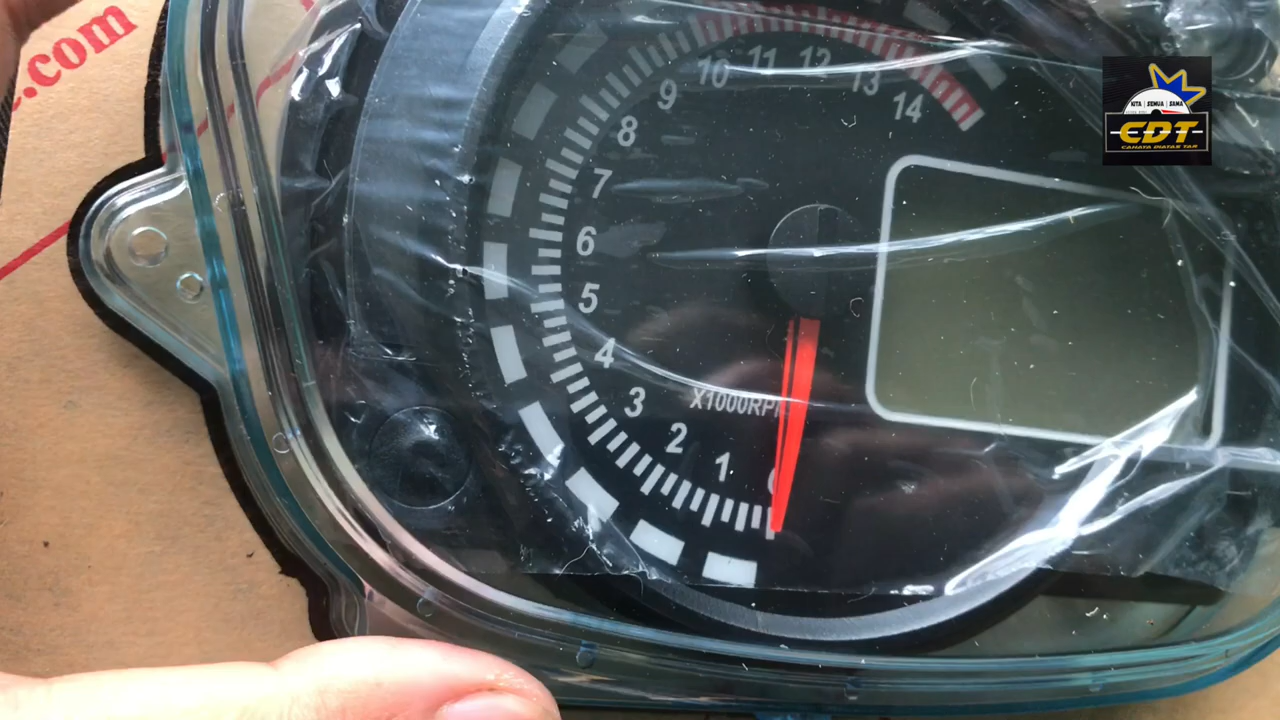 .com
14
13
12
11
10
9
8
7
6
5
4
3
2
1
X1000RP
KITA | SEMUA | SAMA
CDT
CAHAYA DIATAS TAR